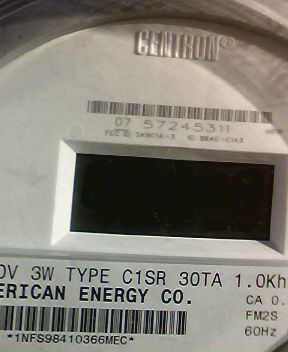 CENTRON®
07 57245311
0V 3W TYPE C1SR 30TA 1.0Kh
ERICAN ENERGY CO.
CA 0.
FM2S
60Hz
*1NFS98410366MEC*